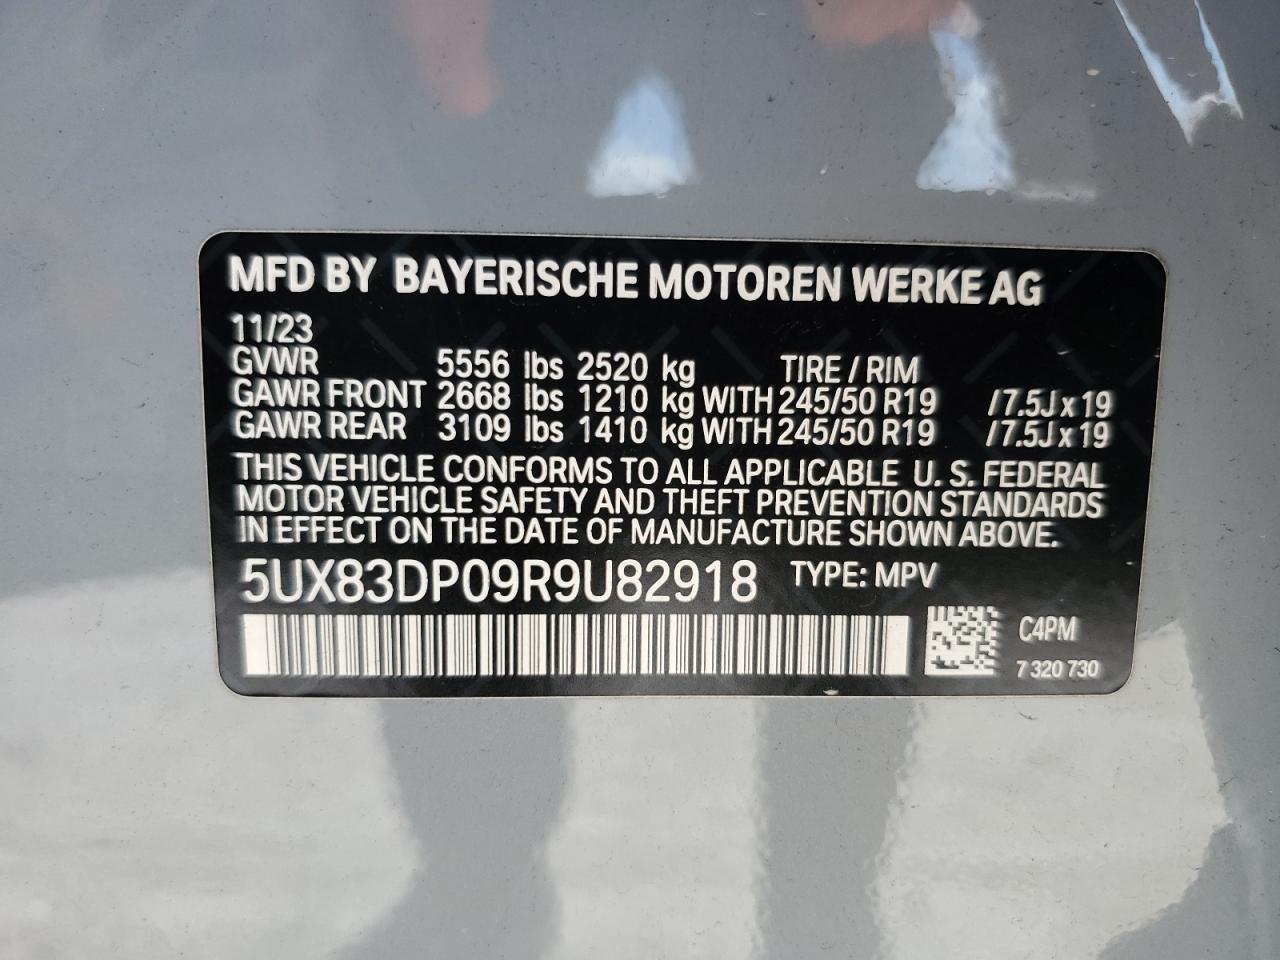 MFD BY BAYERISCHE MOTOREN WERKE AG
11/23
GVWR 5556 lbs 2520 kg TIRE / RIM
GAWR FRONT 2668 lbs 1210 kg WITH 245/50 R19 / 7.5J x 19
GAWR REAR 3109 lbs 1410 kg WITH 245/50 R19 / 7.5J x 19
THIS VEHICLE CONFORMS TO ALL APPLICABLE U. S. FEDERAL
MOTOR VEHICLE SAFETY AND THEFT PREVENTION STANDARDS
IN EFFECT ON THE DATE OF MANUFACTURE SHOWN ABOVE.
5UX83DP09R9U82918 TYPE: MPV
C4PM
7 320 730